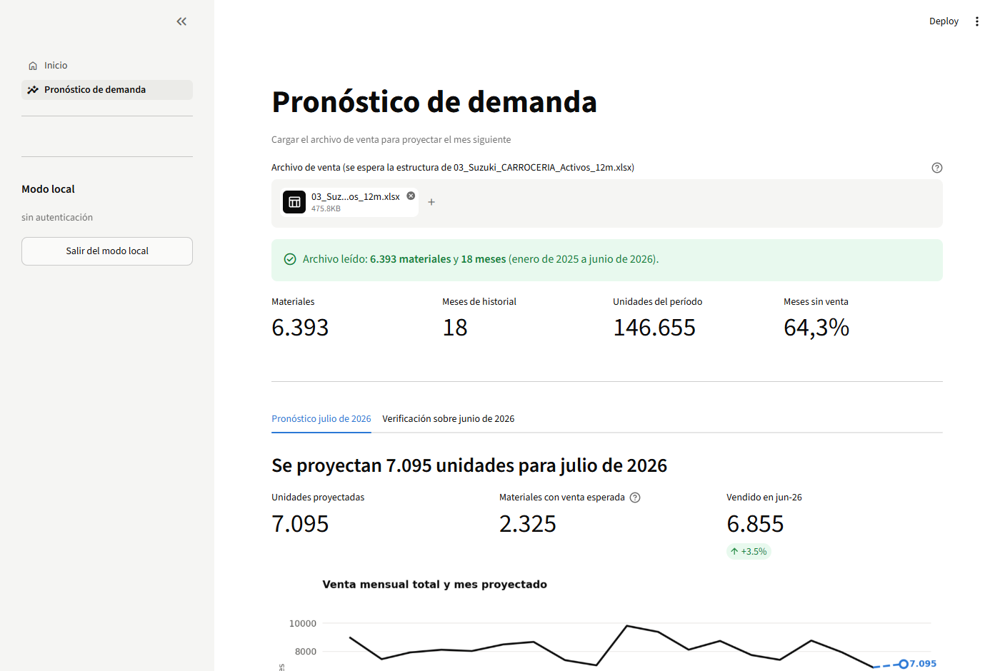 Deploy
Inicio
Pronóstico de demanda
Modo local
sin autenticación
Salir del modo local
Pronóstico de demanda
Cargar el archivo de venta para proyectar el mes siguiente
Archivo de venta (se espera la estructura de 03_Suzuki_CARROCERIA_Activos_12m.xlsx)
03_Suz...os_12m.xlsx
475.8KB
Archivo leído: 6.393 materiales y 18 meses (enero de 2025 a junio de 2026).
Materiales
6.393
Meses de historial
18
Unidades del período
146.655
Meses sin venta
64,3%
Pronóstico julio de 2026
Verificación sobre junio de 2026
Se proyectan 7.095 unidades para julio de 2026
Unidades proyectadas
7.095
Materiales con venta esperada
2.325
Vendido en jun-26
6.855
+3.5%
Venta mensual total y mes proyectado
10000
8000
7.095